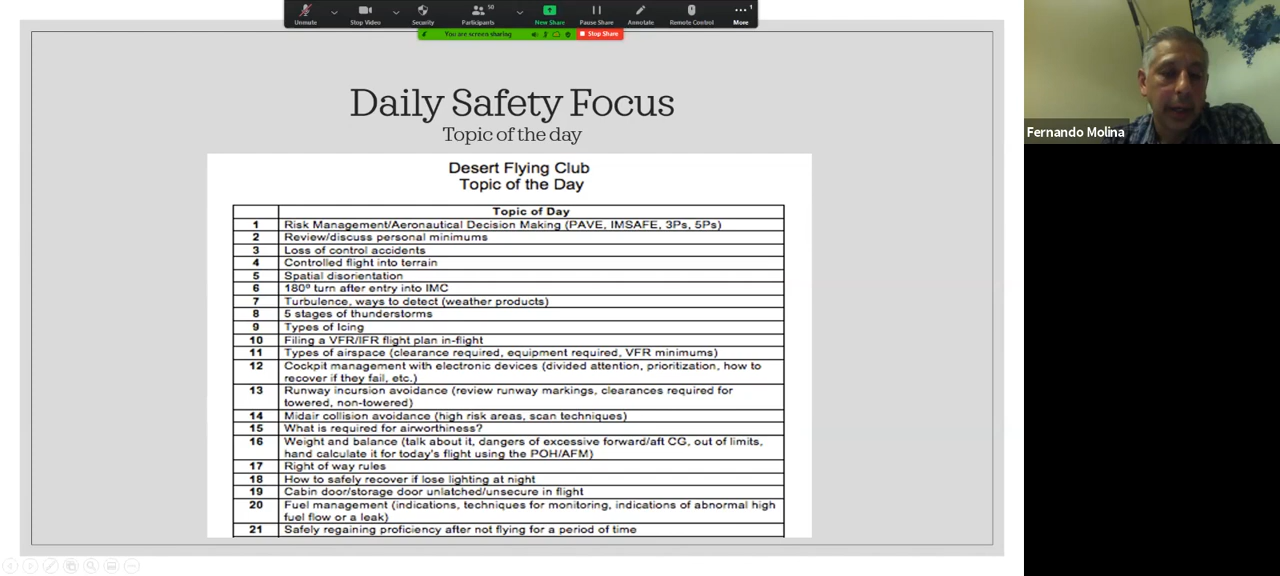 50
1
Unmute
Stop Video
Security
Participants
New Share
Pause Share
Annotate
Remote Control
More
You are screen sharing
Stop Share
Daily Safety Focus
Topic of the day
Desert Flying Club
Topic of the Day
Topic of Day
1 Risk Management/Aeronautical Decision Making (PAVE, IMSAFE, 3Ps, 5Ps)
2 Review/discuss personal minimums
3 Loss of control accidents
4 Controlled flight into terrain
5 Spatial disorientation
6 180º turn after entry into IMC
7 Turbulence, ways to detect (weather products)
8 5 stages of thunderstorms
9 Types of Icing
10 Filing a VFR/IFR flight plan in-flight
11 Types of airspace (clearance required, equipment required, VFR minimums)
12 Cockpit management with electronic devices (divided attention, prioritization, how to
recover if they fail, etc.)
13 Runway incursion avoidance (review runway markings, clearances required for
towered, non-towered)
14 Midair collision avoidance (high risk areas, scan techniques)
15 What is required for airworthiness?
16 Weight and balance (talk about it, dangers of excessive forward/aft CG, out of limits,
hand calculate it for today's flight using the POH/AFM)
17 Right of way rules
18 How to safely recover if lose lighting at night
19 Cabin door/storage door unlatched/unsecure in flight
20 Fuel management (indications, techniques for monitoring, indications of abnormal high
fuel flow or a leak)
21 Safely regaining proficiency after not flying for a period of time
Fernando Molina